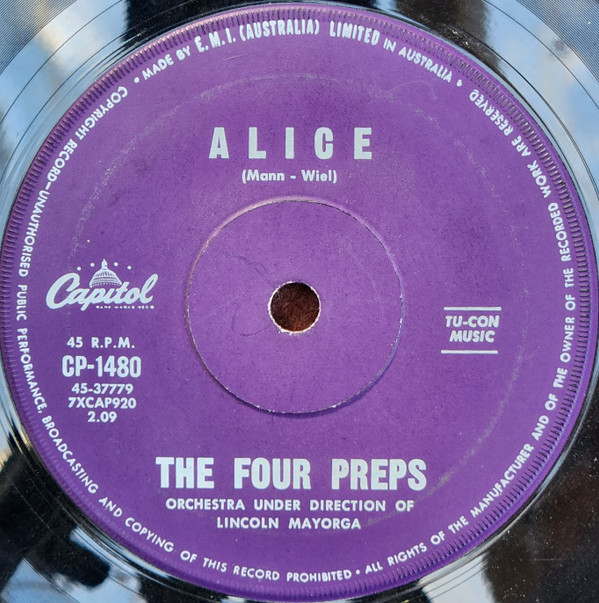 COPYRIGHT RECORD—UNAUTHORISED PUBLIC PERFORMANCE, BROADCASTING AND COPYING OF THIS RECORD PROHIBITED • ALL RIGHTS OF THE MANUFACTURER AND OF THE OWNER OF THE RECORDED WORK ARE RESERVED • MADE BY E.M.I. (AUSTRALIA) LIMITED IN AUSTRALIA •
ALICE
(Mann - Wiel)
Capitol
45 R.P.M.
CP-1480
45-37779
7XCAP920
2.09
TU-CON
MUSIC
THE FOUR PREPS
ORCHESTRA UNDER DIRECTION OF
LINCOLN MAYORGA